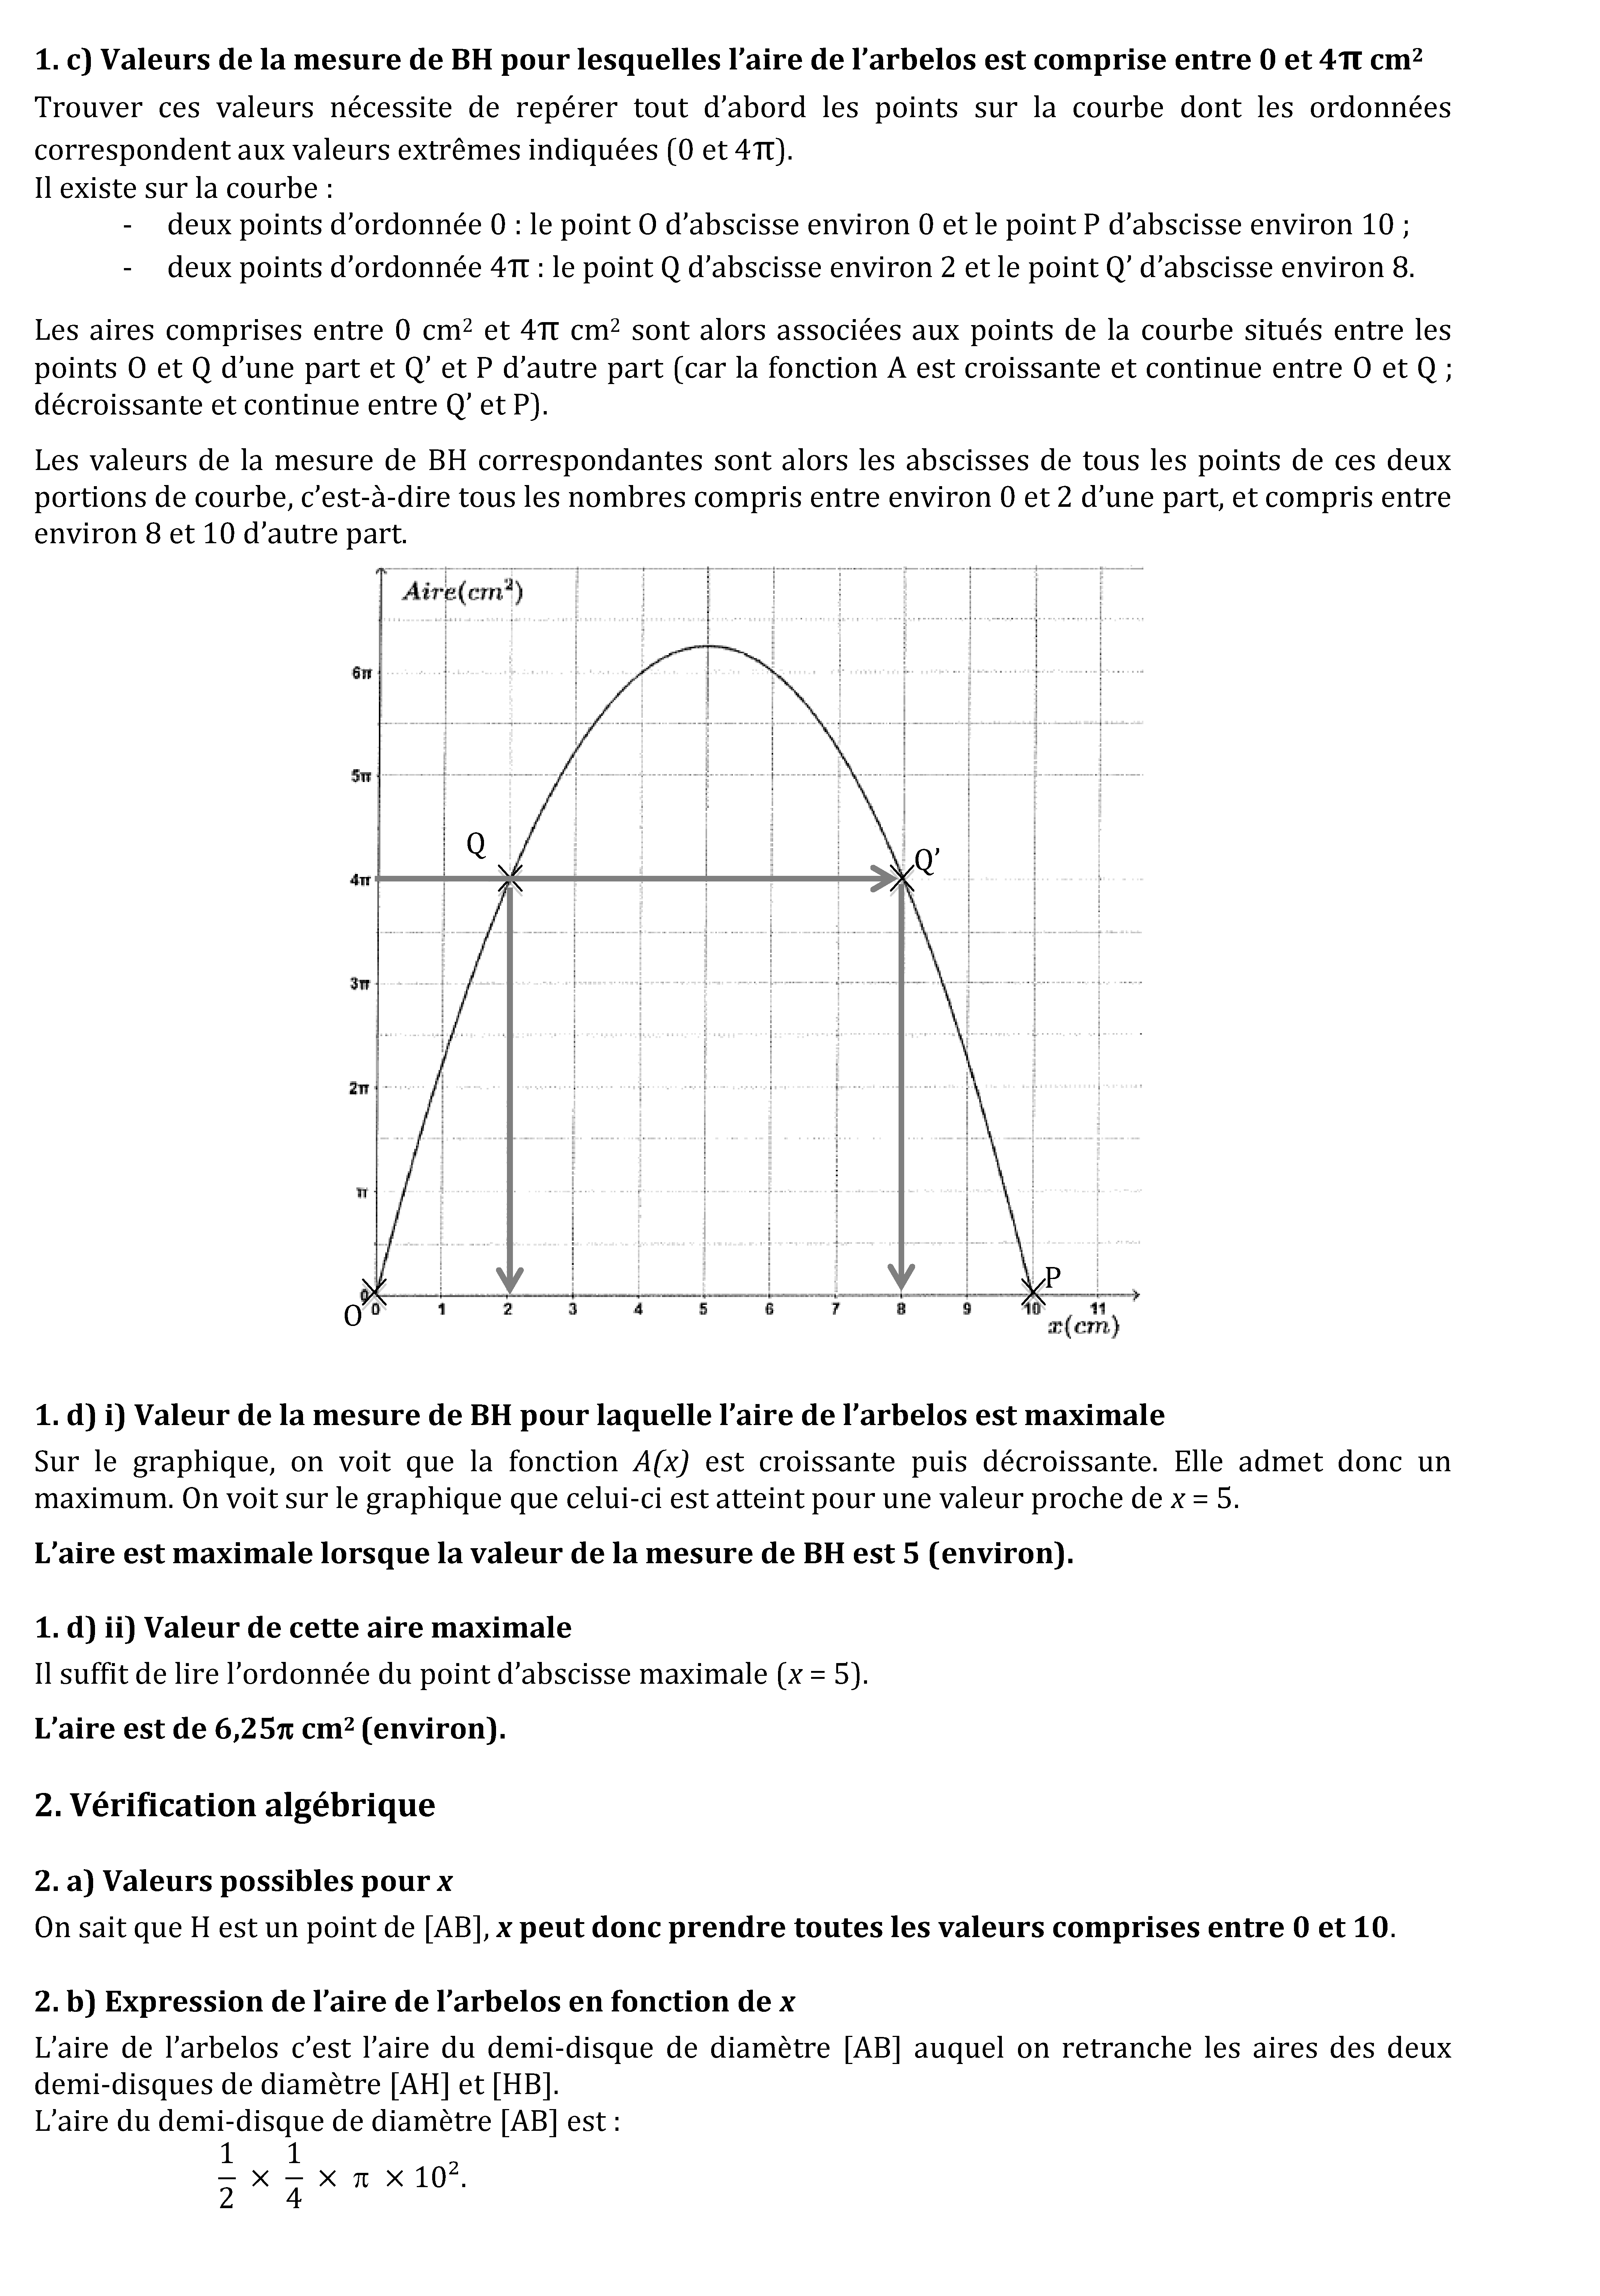 1. c) Valeurs de la mesure de BH pour lesquelles l’aire de l’arbelos est comprise entre 0 et 4π cm²
Trouver ces valeurs nécessite de repérer tout d’abord les points sur la courbe dont les ordonnées
correspondent aux valeurs extrêmes indiquées (0 et 4π).
Il existe sur la courbe :
- deux points d’ordonnée 0 : le point O d’abscisse environ 0 et le point P d’abscisse environ 10 ;
- deux points d’ordonnée 4π : le point Q d’abscisse environ 2 et le point Q’ d’abscisse environ 8.
Les aires comprises entre 0 cm² et 4π cm² sont alors associées aux points de la courbe situés entre les
points O et Q d’une part et Q’ et P d’autre part (car la fonction A est croissante et continue entre O et Q ;
décroissante et continue entre Q’ et P).
Les valeurs de la mesure de BH correspondantes sont alors les abscisses de tous les points de ces deux
portions de courbe, c’est-à-dire tous les nombres compris entre environ 0 et 2 d’une part, et compris entre
environ 8 et 10 d’autre part.
Aire(cm²)
6π
5π
Q
Q’
4π
3π
2π
π
P
0
O
0 1 2 3 4 5 6 7 8 9 10 11
x(cm)
1. d) i) Valeur de la mesure de BH pour laquelle l’aire de l’arbelos est maximale
Sur le graphique, on voit que la fonction A(x) est croissante puis décroissante. Elle admet donc un
maximum. On voit sur le graphique que celui-ci est atteint pour une valeur proche de x = 5.
L’aire est maximale lorsque la valeur de la mesure de BH est 5 (environ).
1. d) ii) Valeur de cette aire maximale
Il suffit de lire l’ordonnée du point d’abscisse maximale (x = 5).
L’aire est de 6,25π cm² (environ).
2. Vérification algébrique
2. a) Valeurs possibles pour x
On sait que H est un point de [AB], x peut donc prendre toutes les valeurs comprises entre 0 et 10.
2. b) Expression de l’aire de l’arbelos en fonction de x
L’aire de l’arbelos c’est l’aire du demi-disque de diamètre [AB] auquel on retranche les aires des deux
demi-disques de diamètre [AH] et [HB].
L’aire du demi-disque de diamètre [AB] est :
1/2 × 1/4 × π × 10².